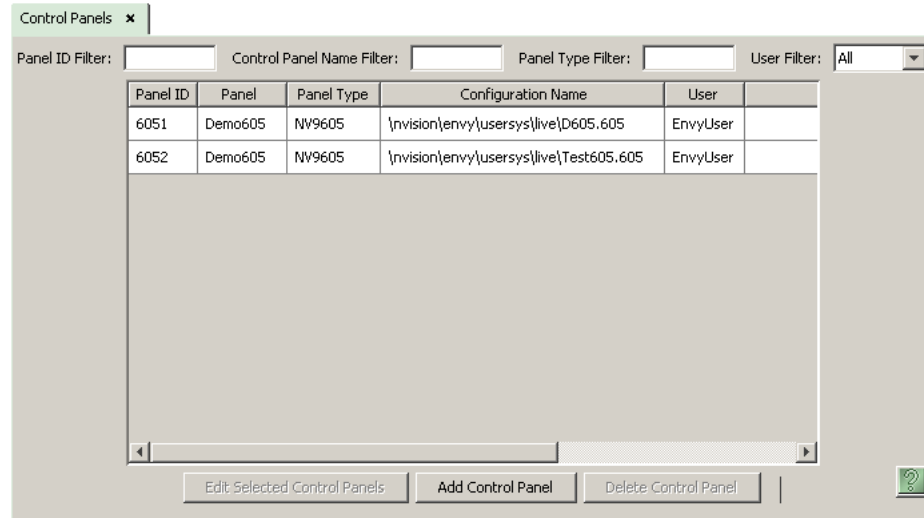 Control Panels ×
Panel ID Filter: Control Panel Name Filter: Panel Type Filter: User Filter: All
Panel ID Panel Panel Type Configuration Name User
6051 Demo605 NV9605 \nvision\envy\usersys\live\D605.605 EnvyUser
6052 Demo605 NV9605 \nvision\envy\usersys\live\Test605.605 EnvyUser
Edit Selected Control Panels Add Control Panel Delete Control Panel ?